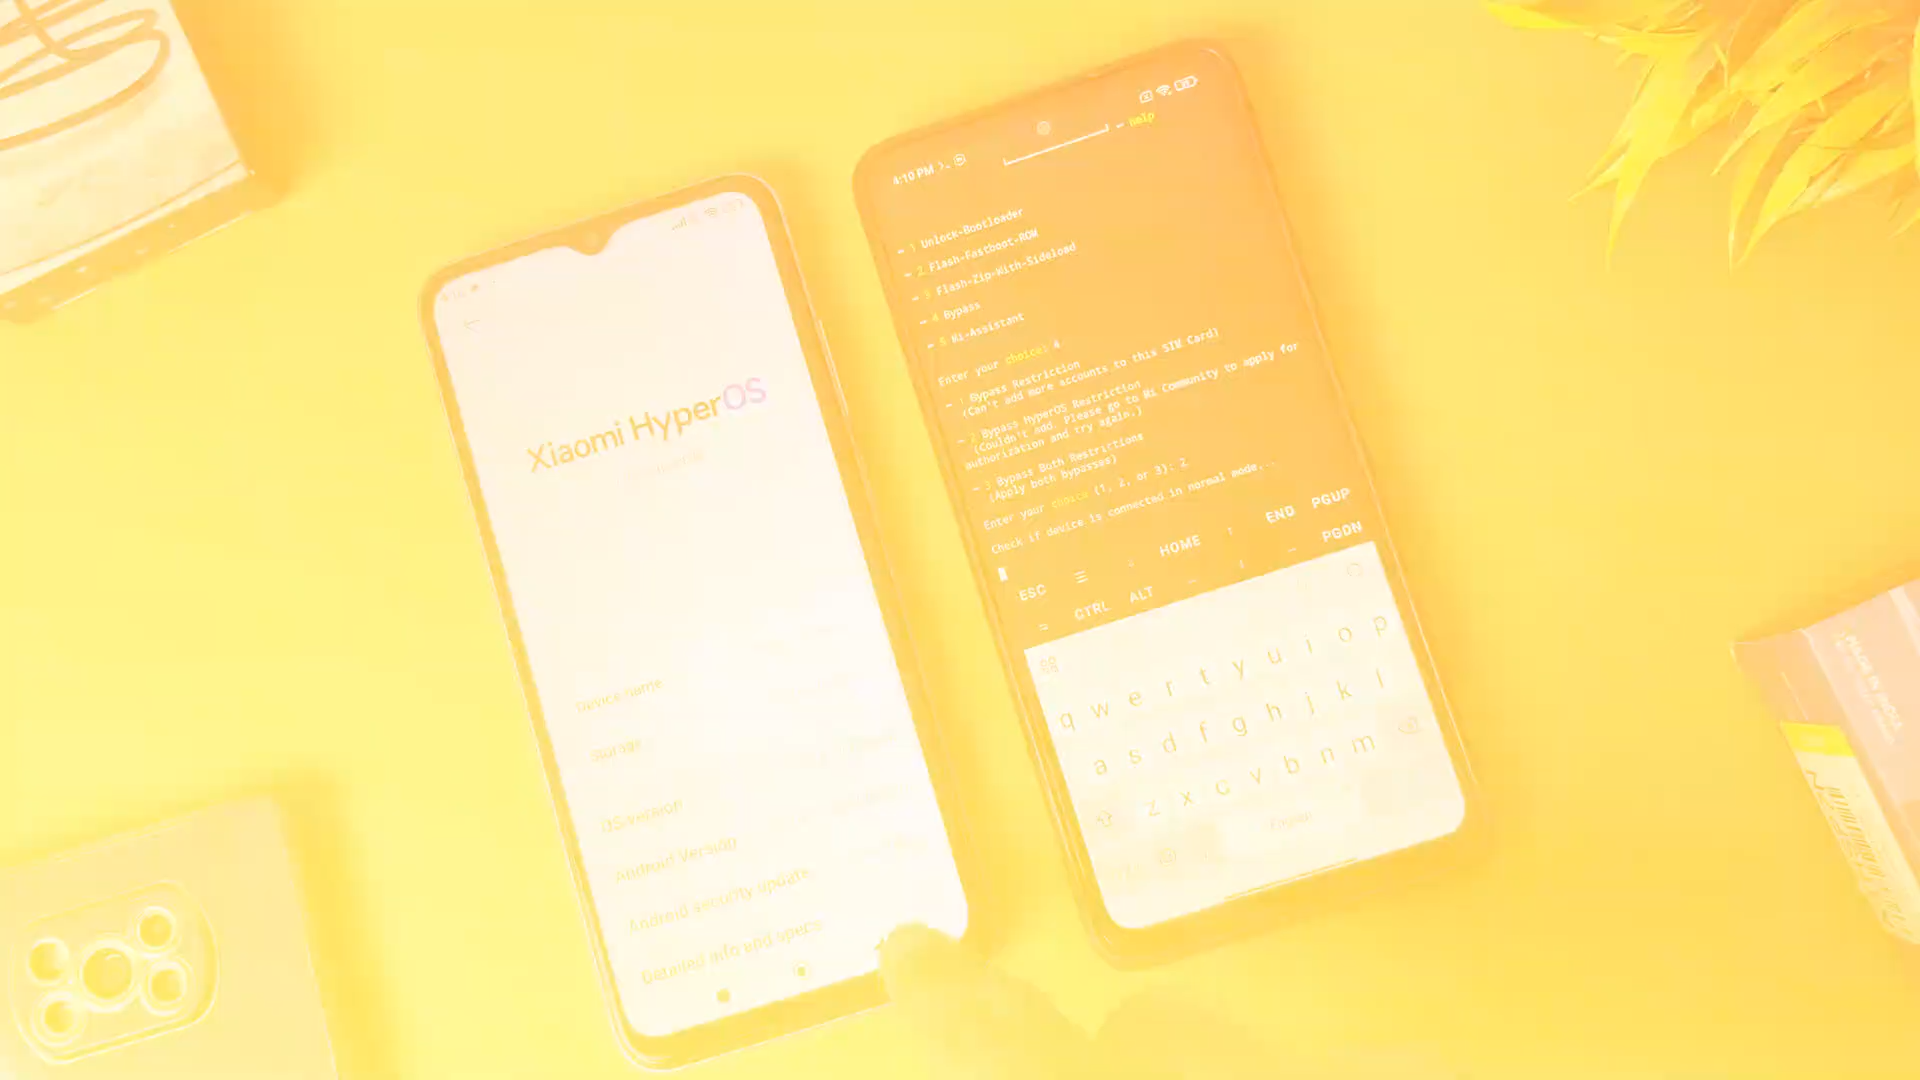 Xiaomi HyperOS
Device name
Storage
OS version
Android version
Android security update
Detailed info and specs
4:10 PM
— Help
— 1 Unlock-Bootloader
— 2 Flash-Fastboot-ROM
— 3 Flash-Zip-With-Sideload
— 4 Bypass
— 5 Mi-Assistant
Enter your choice: 4
— 1 Bypass Restriction
(Can't add more accounts to this SIM Card)
— 2 Bypass HyperOS Restriction
(Couldn't add. Please go to Mi Community to apply for
authorization and try again.)
— 3 Bypass Both Restrictions
(Apply both bypasses)
Enter your choice (1, 2, or 3): 2
Check if device is connected in normal mode...
ESC HOME END PGUP
CTRL ALT PGDN
q w e r t y u i o p
a s d f g h j k l
z x c v b n m
MADE IN INDIA